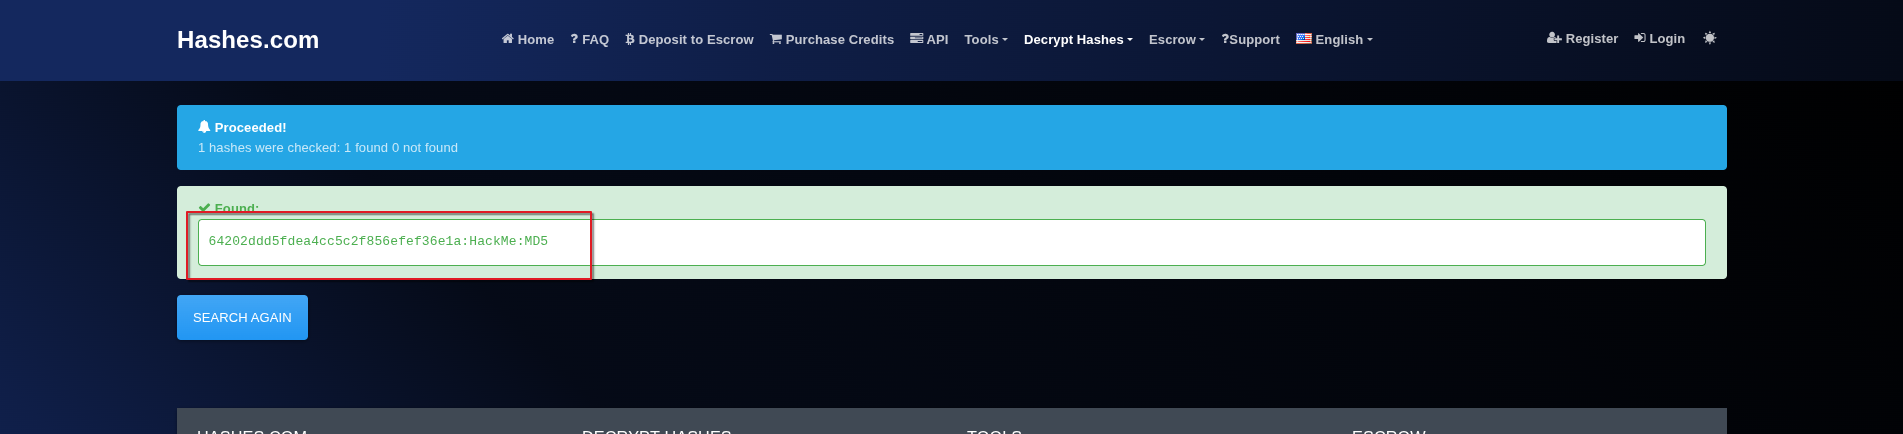 Hashes.com
Home ? FAQ Deposit to Escrow Purchase Credits API Tools Decrypt Hashes Escrow ?Support English Register Login
Proceeded!
1 hashes were checked: 1 found 0 not found
Found:
64202ddd5fdea4cc5c2f856efef36e1a:HackMe:MD5
SEARCH AGAIN
HASHES.COM DECRYPT HASHES TOOLS ESCROW